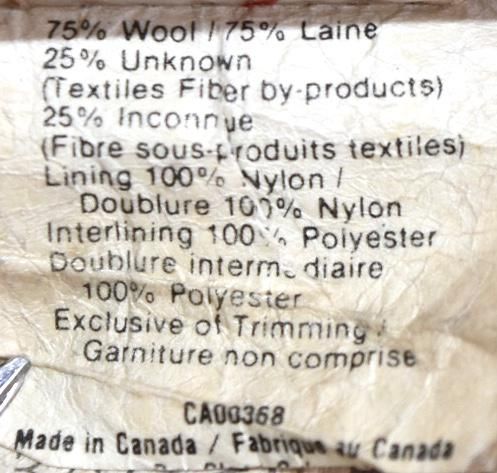 75% Wool / 75% Laine
25% Unknown
(Textiles Fiber by-products)
25% Inconnue
(Fibre sous-produits textiles)
Lining 100% Nylon /
Doublure 100% Nylon
Interlining 100% Polyester
Doublure intermediaire
100% Polyester
Exclusive of Trimming /
Garniture non comprise
CA00368
Made in Canada / Fabrique au Canada